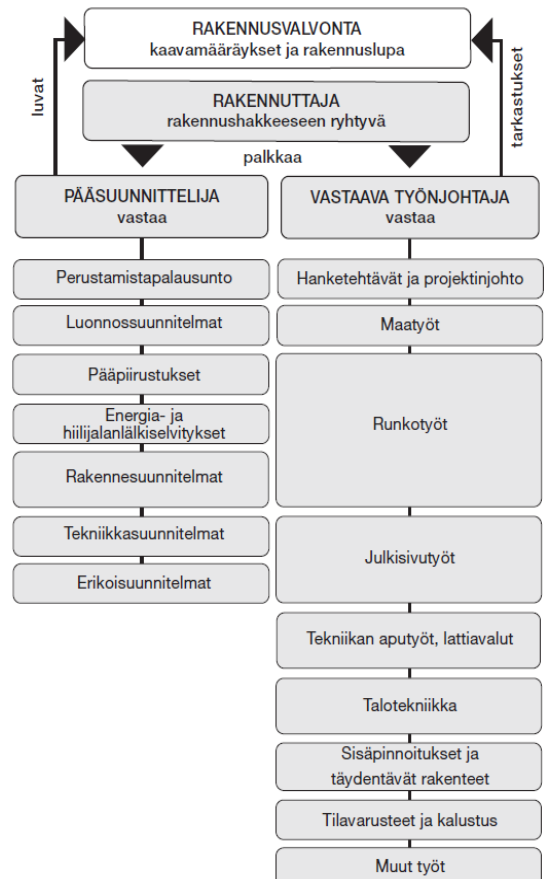 RAKENNUSVALVONTA
kaavamääräykset ja rakennuslupa
luvat
tarkastukset
RAKENNUTTAJA
rakennushakkeeseen ryhtyvä
palkkaa
PÄÄSUUNNITTELIJA
vastaa
Perustamistapalausunto
Luonnossuunnitelmat
Pääpiirustukset
Energia- ja
hiilijalanlälkiselvitykset
Rakennesuunnitelmat
Tekniikkasuunnitelmat
Erikoisuunnitelmat
VASTAAVA TYÖNJOHTAJA
vastaa
Hanketehtävät ja projektinjohto
Maatyöt
Runkotyöt
Julkisivutyöt
Tekniikan aputyöt, lattiavalut
Talotekniikka
Sisäpinnoitukset ja
täydentävät rakenteet
Tilavarusteet ja kalustus
Muut työt